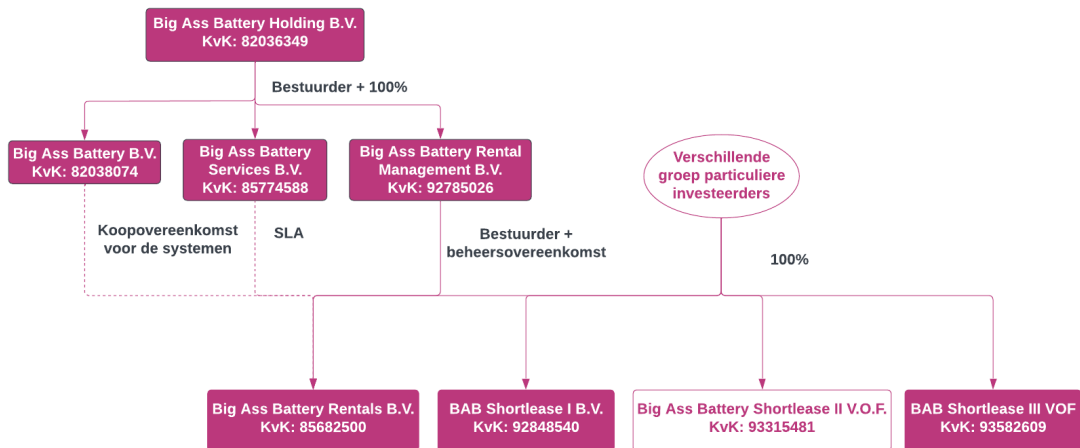 Big Ass Battery Holding B.V.
KvK: 82036349
Bestuurder + 100%
Big Ass Battery B.V.
KvK: 82038074
Big Ass Battery
Services B.V.
KvK: 85774588
Big Ass Battery Rental
Management B.V.
KvK: 92785026
Verschillende
groep particuliere
investeerders
Koopovereenkomst
voor de systemen
SLA
Bestuurder +
beheersovereenkomst
100%
Big Ass Battery Rentals B.V.
KvK: 85682500
BAB Shortlease I B.V.
KvK: 92848540
Big Ass Battery Shortlease II V.O.F.
KvK: 93315481
BAB Shortlease III VOF
KvK: 93582609